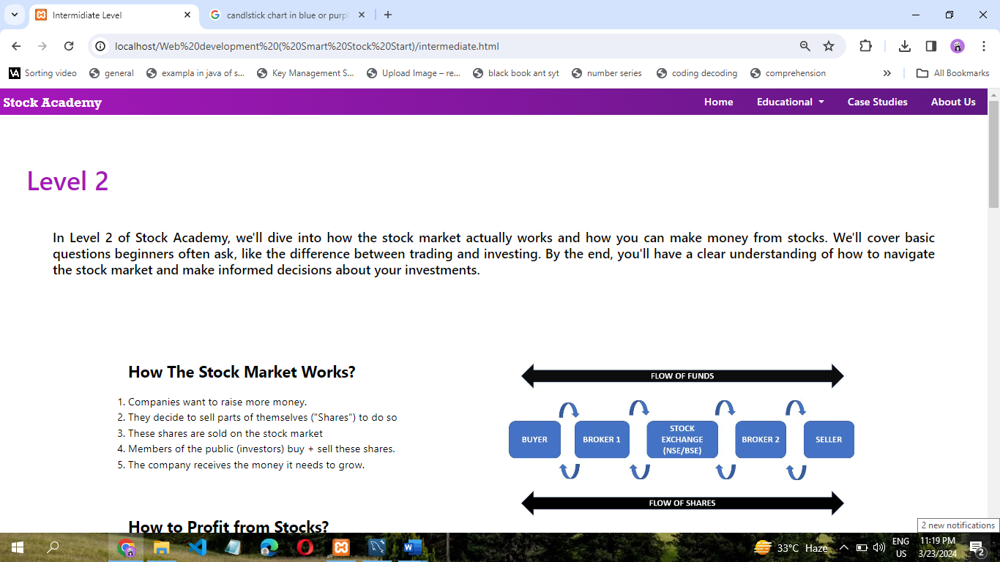 Intermidiate Level
candlstick chart in blue or purpl
localhost/Web%20development%20(%20Smart%20Stock%20Start)/intermediate.html
VA Sorting video general exampla in java of s... Key Management S... Upload Image – re... black book ant syt number series coding decoding comprehension » All Bookmarks
Stock Academy Home Educational Case Studies About Us
Level 2
In Level 2 of Stock Academy, we'll dive into how the stock market actually works and how you can make money from stocks. We'll cover basic
questions beginners often ask, like the difference between trading and investing. By the end, you'll have a clear understanding of how to navigate
the stock market and make informed decisions about your investments.
How The Stock Market Works?
1. Companies want to raise more money.
2. They decide to sell parts of themselves ("Shares") to do so
3. These shares are sold on the stock market
4. Members of the public (investors) buy + sell these shares.
5. The company receives the money it needs to grow.
FLOW OF FUNDS
BUYER
BROKER 1
STOCK
EXCHANGE
(NSE/BSE)
BROKER 2
SELLER
FLOW OF SHARES
How to Profit from Stocks?
2 new notifications
33°C Haze
ENG
US
11:19 PM
3/23/2024
2